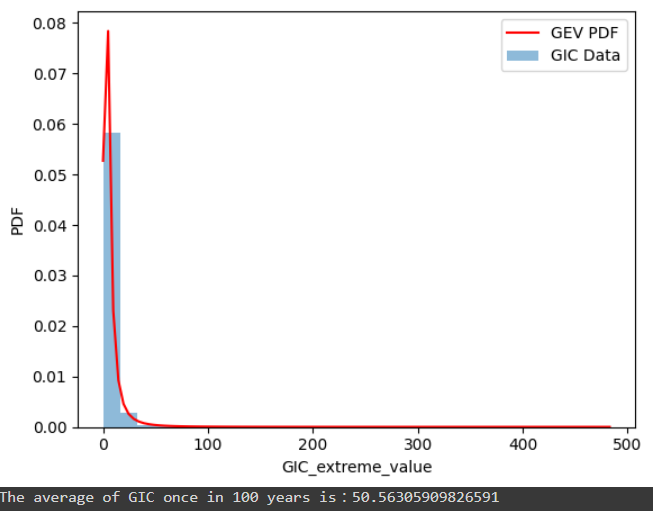 0.08
0.07
0.06
0.05
0.04
0.03
0.02
0.01
0.00
PDF
GEV PDF
GIC Data
0 100 200 300 400 500
GIC_extreme_value
The average of GIC once in 100 years is：50.56305909826591